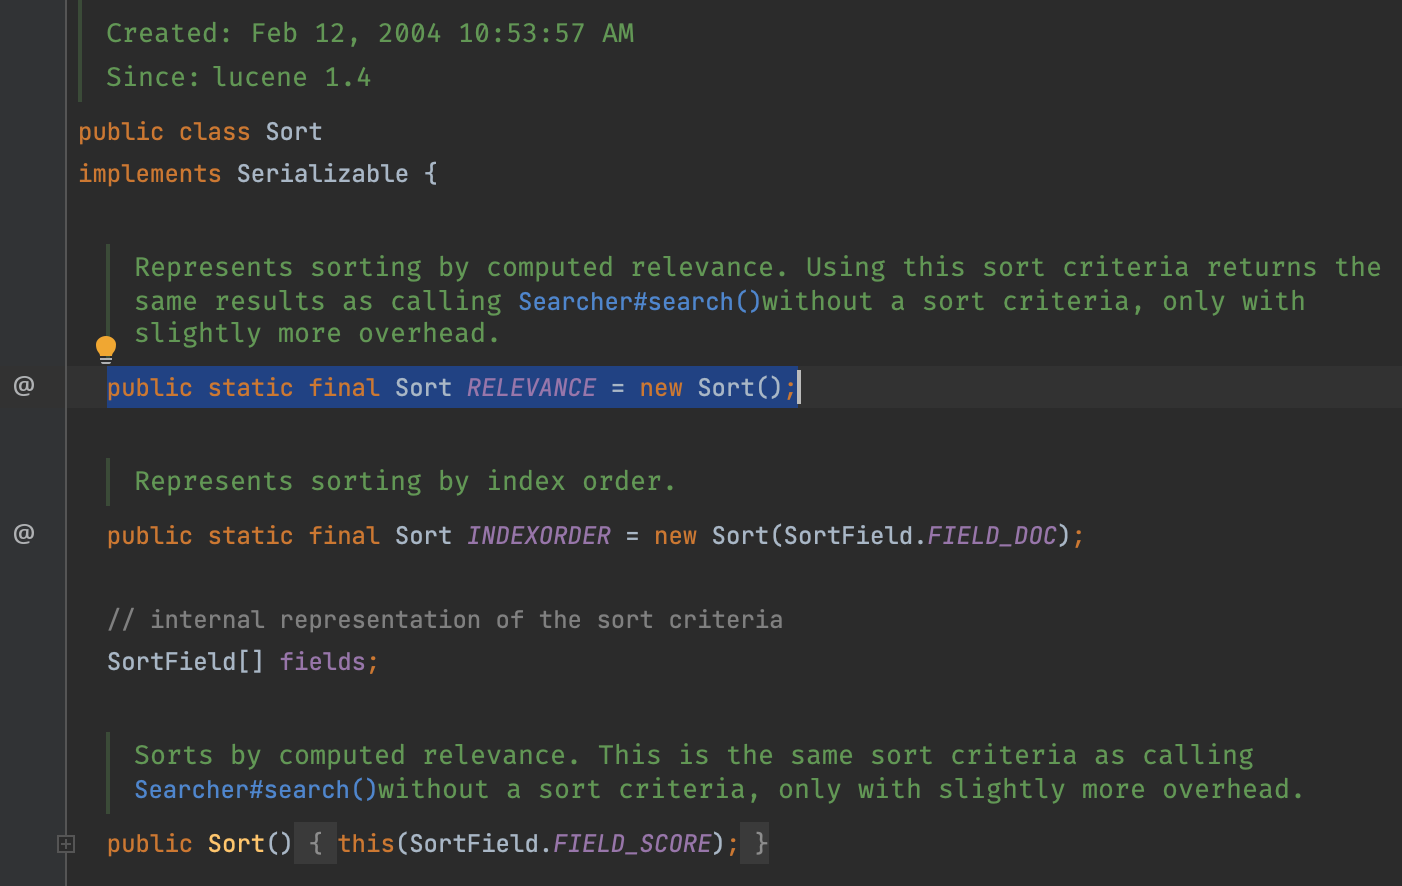 Created: Feb 12, 2004 10:53:57 AM
Since: lucene 1.4
public class Sort
implements Serializable {
Represents sorting by computed relevance. Using this sort criteria returns the
same results as calling Searcher#search()without a sort criteria, only with
slightly more overhead.
@ public static final Sort RELEVANCE = new Sort();
Represents sorting by index order.
@ public static final Sort INDEXORDER = new Sort(SortField.FIELD_DOC);
// internal representation of the sort criteria
SortField[] fields;
Sorts by computed relevance. This is the same sort criteria as calling
Searcher#search()without a sort criteria, only with slightly more overhead.
public Sort() { this(SortField.FIELD_SCORE); }